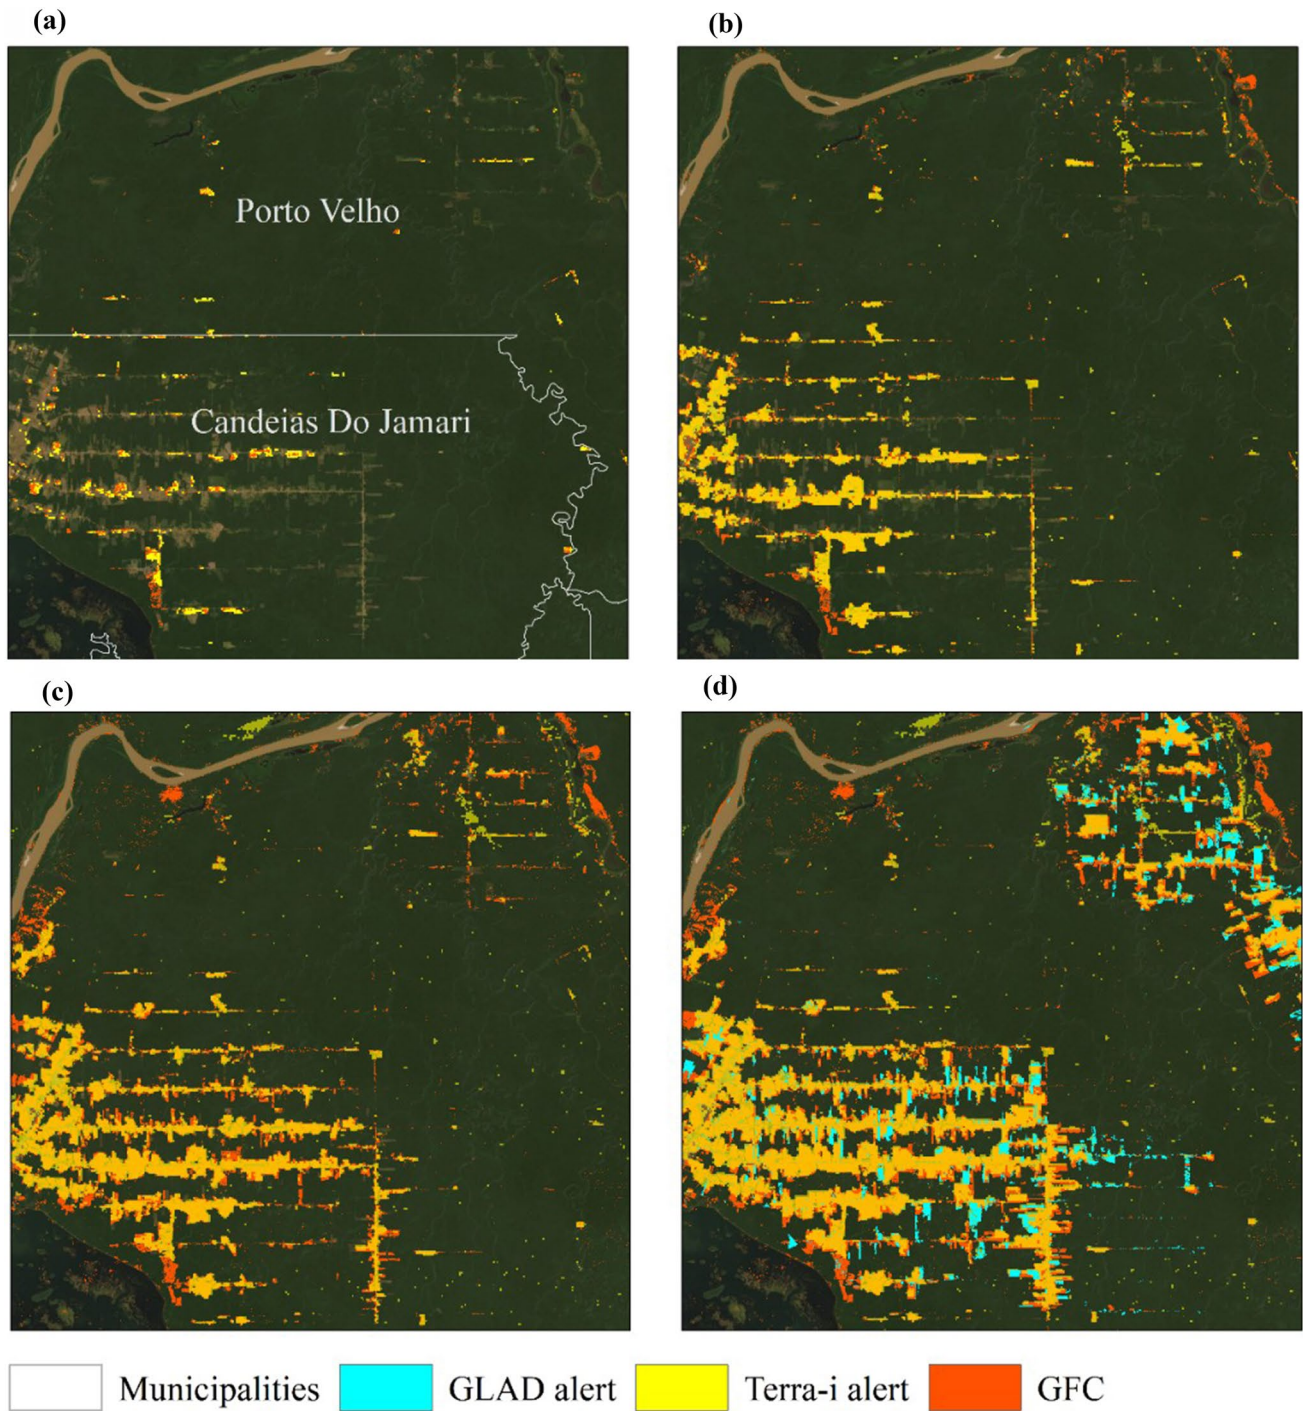 (a)
(b)
Porto Velho
Candeias Do Jamari
(c)
(d)
Municipalities
GLAD alert
Terra-i alert
GFC